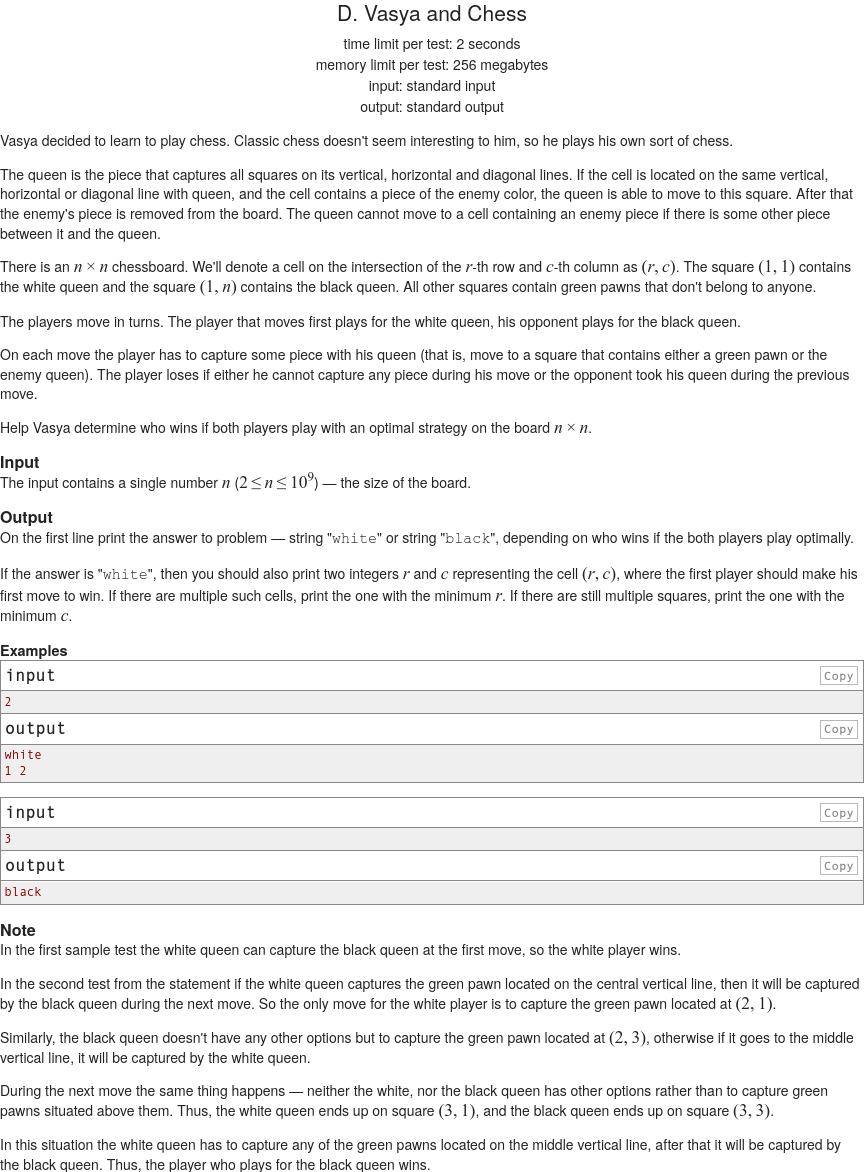 D. Vasya and Chess
time limit per test: 2 seconds
memory limit per test: 256 megabytes
input: standard input
output: standard output
Vasya decided to learn to play chess. Classic chess doesn't seem interesting to him, so he plays his own sort of chess.
The queen is the piece that captures all squares on its vertical, horizontal and diagonal lines. If the cell is located on the same vertical,
horizontal or diagonal line with queen, and the cell contains a piece of the enemy color, the queen is able to move to this square. After that
the enemy's piece is removed from the board. The queen cannot move to a cell containing an enemy piece if there is some other piece
between it and the queen.
There is an n × n chessboard. We'll denote a cell on the intersection of the r-th row and c-th column as (r, c). The square (1, 1) contains
the white queen and the square (1, n) contains the black queen. All other squares contain green pawns that don't belong to anyone.
The players move in turns. The player that moves first plays for the white queen, his opponent plays for the black queen.
On each move the player has to capture some piece with his queen (that is, move to a square that contains either a green pawn or the
enemy queen). The player loses if either he cannot capture any piece during his move or the opponent took his queen during the previous
move.
Help Vasya determine who wins if both players play with an optimal strategy on the board n × n.
Input
The input contains a single number n (2 ≤ n ≤ 10⁹) — the size of the board.
Output
On the first line print the answer to problem — string "white" or string "black", depending on who wins if the both players play optimally.
If the answer is "white", then you should also print two integers r and c representing the cell (r, c), where the first player should make his
first move to win. If there are multiple such cells, print the one with the minimum r. If there are still multiple squares, print the one with the
minimum c.
Examples
input Copy
2
output Copy
white
1 2
input Copy
3
output Copy
black
Note
In the first sample test the white queen can capture the black queen at the first move, so the white player wins.
In the second test from the statement if the white queen captures the green pawn located on the central vertical line, then it will be captured
by the black queen during the next move. So the only move for the white player is to capture the green pawn located at (2, 1).
Similarly, the black queen doesn't have any other options but to capture the green pawn located at (2, 3), otherwise if it goes to the middle
vertical line, it will be captured by the white queen.
During the next move the same thing happens — neither the white, nor the black queen has other options rather than to capture green
pawns situated above them. Thus, the white queen ends up on square (3, 1), and the black queen ends up on square (3, 3).
In this situation the white queen has to capture any of the green pawns located on the middle vertical line, after that it will be captured by
the black queen. Thus, the player who plays for the black queen wins.